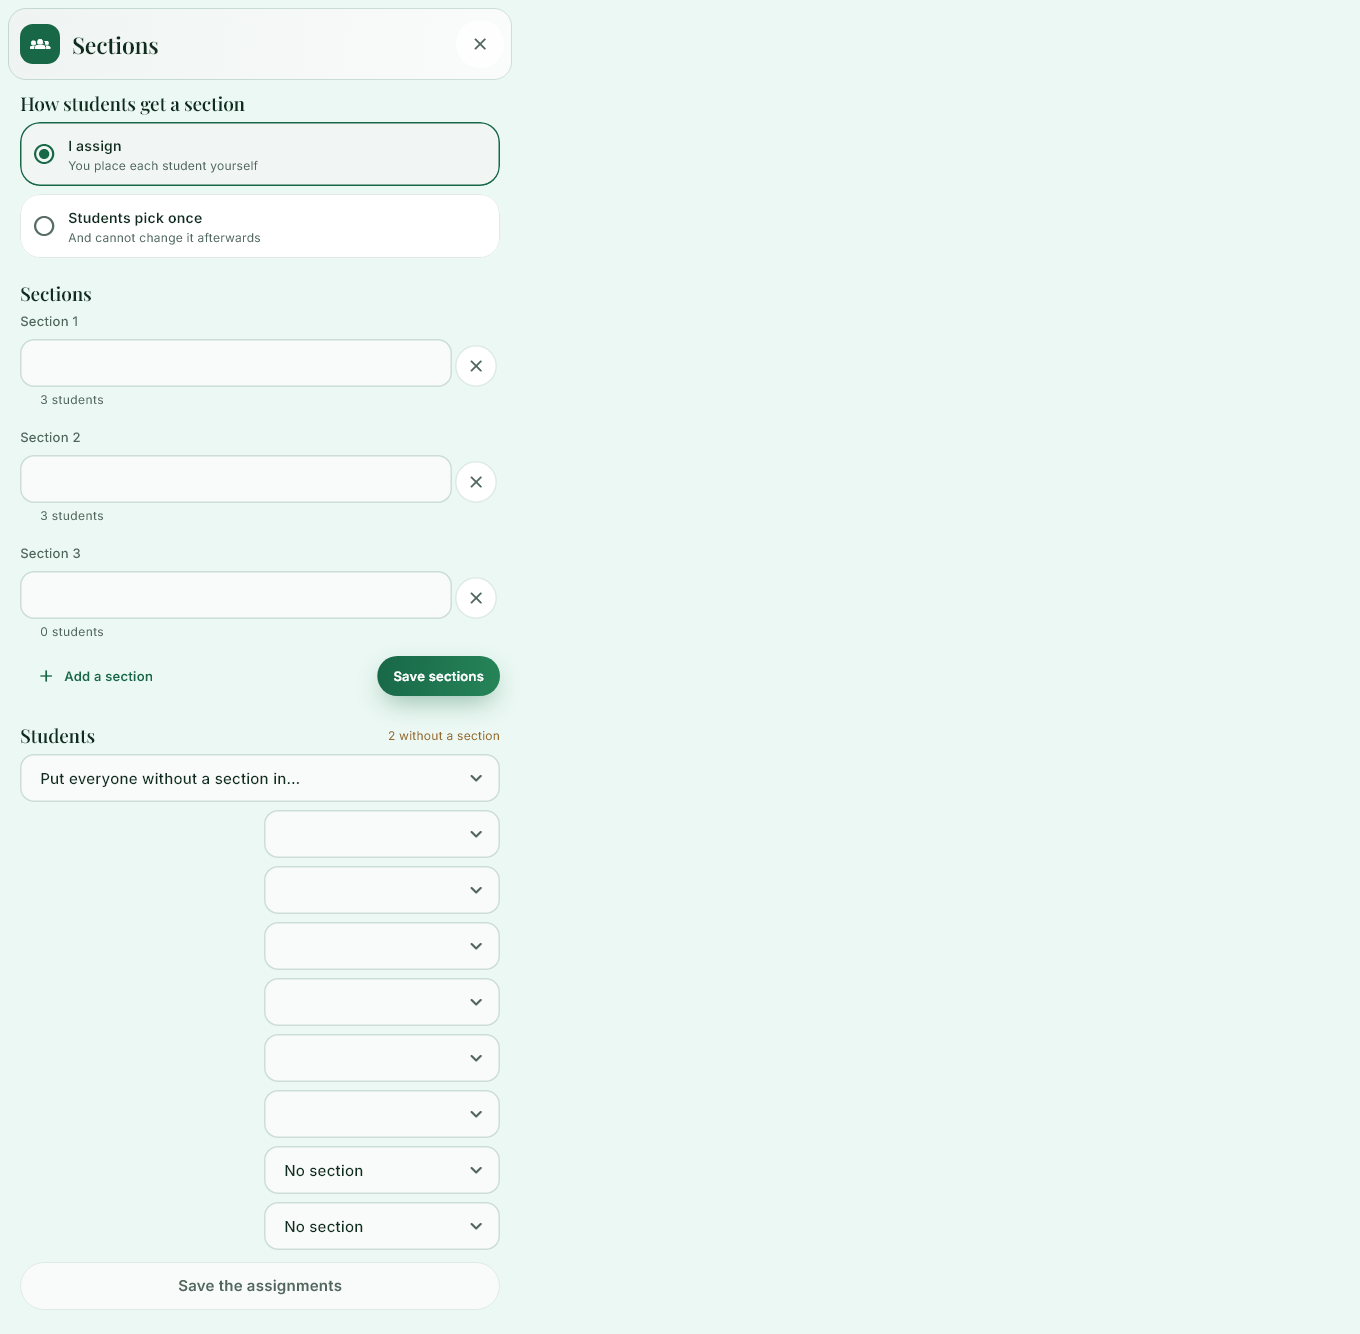 Sections
How students get a section
I assign
You place each student yourself
Students pick once
And cannot change it afterwards
Sections
Section 1
3 students
Section 2
3 students
Section 3
0 students
Add a section
Save sections
Students
2 without a section
Put everyone without a section in...
No section
No section
Save the assignments